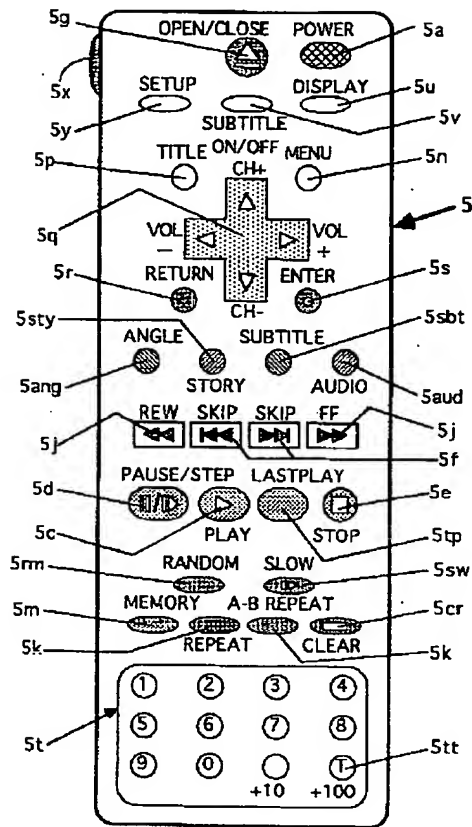 5g OPEN/CLOSE POWER 5a
5x
SETUP DISPLAY 5u
5y SUBTITLE 5v
ON/OFF
5p TITLE CH+ MENU 5n
5
5q VOL VOL
− +
5r RETURN ENTER 5s
CH-
5sty ANGLE SUBTITLE 5sbt
5ang STORY AUDIO 5aud
5j REW SKIP SKIP FF 5j
5f
5d PAUSE/STEP LASTPLAY 5e
5c PLAY STOP 5tp
5rm RANDOM SLOW 5sw
5m MEMORY A-B REPEAT 5cr
5k REPEAT CLEAR 5k
1 2 3 4
5t 5 6 7 8
9 0 T 5tt
+10 +100